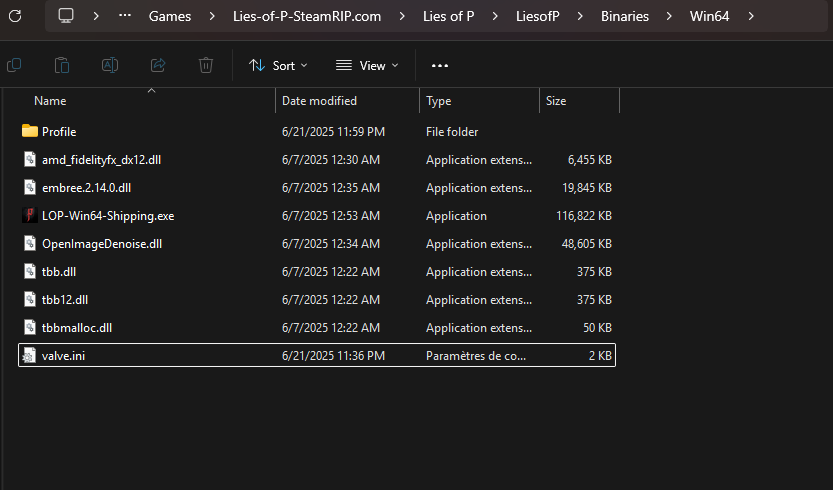 Games > Lies-of-P-SteamRIP.com > Lies of P > LiesofP > Binaries > Win64 >
Sort View
Name Date modified Type Size
Profile 6/21/2025 11:59 PM File folder
amd_fidelityfx_dx12.dll 6/7/2025 12:30 AM Application extens... 6,455 KB
embree.2.14.0.dll 6/7/2025 12:35 AM Application extens... 19,845 KB
LOP-Win64-Shipping.exe 6/7/2025 12:53 AM Application 116,822 KB
OpenImageDenoise.dll 6/7/2025 12:34 AM Application extens... 48,605 KB
tbb.dll 6/7/2025 12:22 AM Application extens... 375 KB
tbb12.dll 6/7/2025 12:22 AM Application extens... 375 KB
tbbmalloc.dll 6/7/2025 12:22 AM Application extens... 50 KB
valve.ini 6/21/2025 11:36 PM Paramètres de co... 2 KB